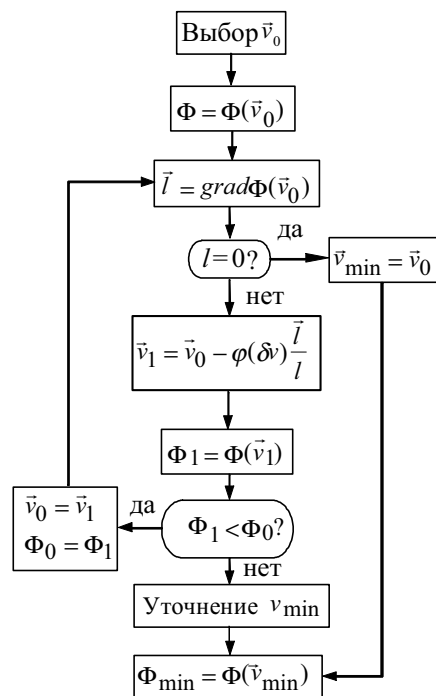 Выбор v⃗₀
Φ = Φ(v⃗₀)
l⃗ = gradΦ(v⃗₀)
да
l=0?
v⃗min = v⃗₀
нет
v⃗₁ = v⃗₀ − φ(δv) l⃗/l
Φ₁ = Φ(v⃗₁)
да
v⃗₀ = v⃗₁
Φ₀ = Φ₁
Φ₁<Φ₀?
нет
Уточнение vmin
Φmin = Φ(v⃗min)